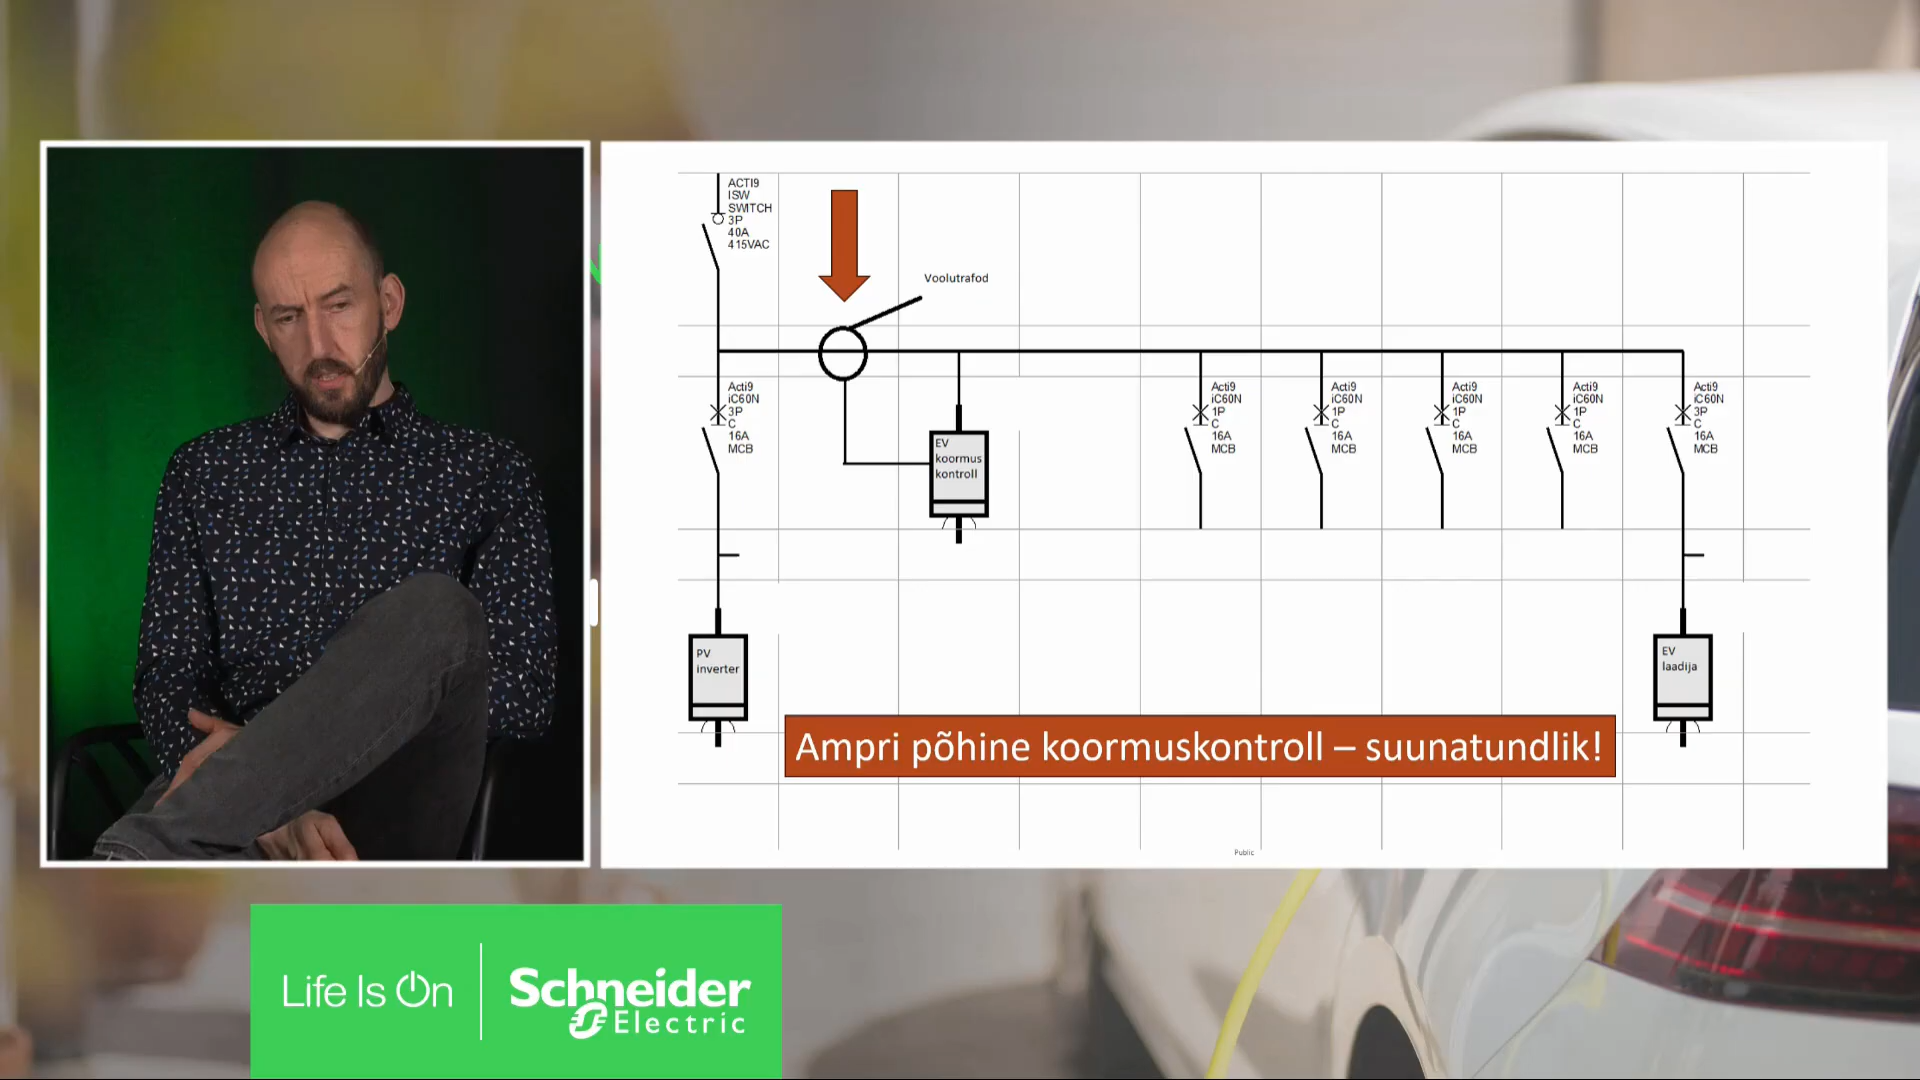 ACTI9
ISW
SWITCH
3P
40A
415VAC
Voolutrafod
Acti9
iC60N
3P
C
16A
MCB
EV
koormus
kontroll
Acti9
iC60N
1P
C
16A
MCB
Acti9
iC60N
1P
C
16A
MCB
Acti9
iC60N
1P
C
16A
MCB
Acti9
iC60N
1P
C
16A
MCB
Acti9
iC60N
3P
C
16A
MCB
PV
inverter
EV
laadija
Ampri põhine koormuskontroll – suunatundlik!
Public
Life Is On
Schneider
Electric